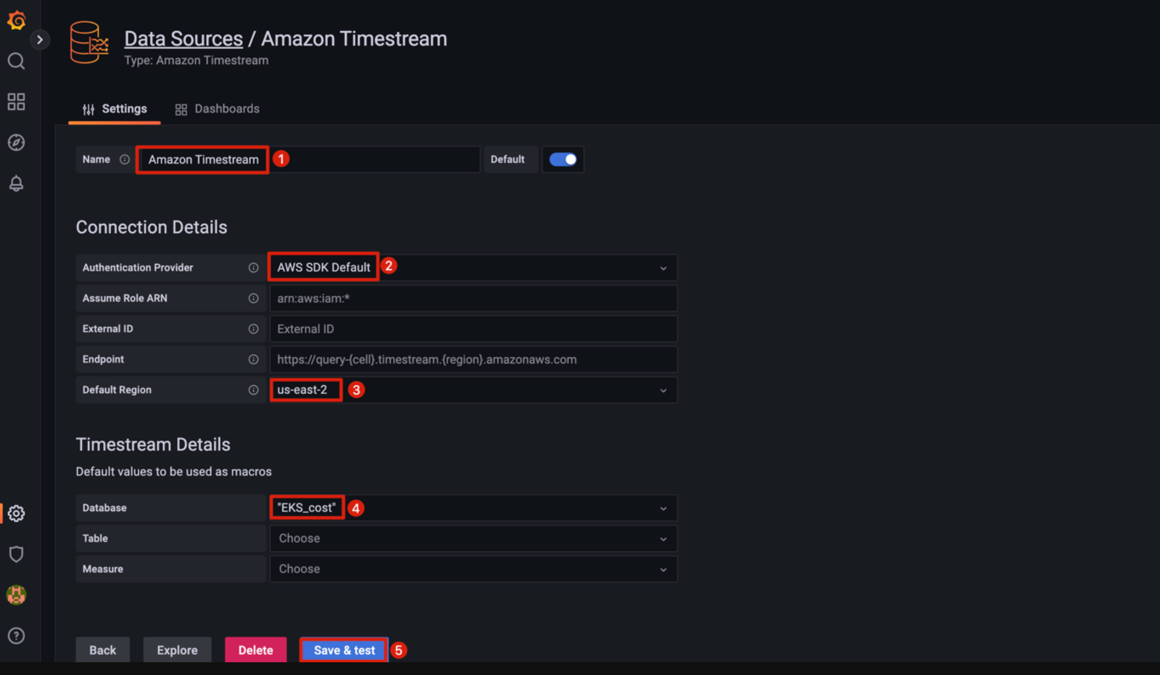 Data Sources / Amazon Timestream
Type: Amazon Timestream
Settings Dashboards
Name Amazon Timestream 1 Default
Connection Details
Authentication Provider AWS SDK Default 2
Assume Role ARN arn:aws:iam:*
External ID External ID
Endpoint https://query-{cell}.timestream.{region}.amazonaws.com
Default Region us-east-2 3
Timestream Details
Default values to be used as macros
Database "EKS_cost" 4
Table Choose
Measure Choose
Back Explore Delete Save & test 5